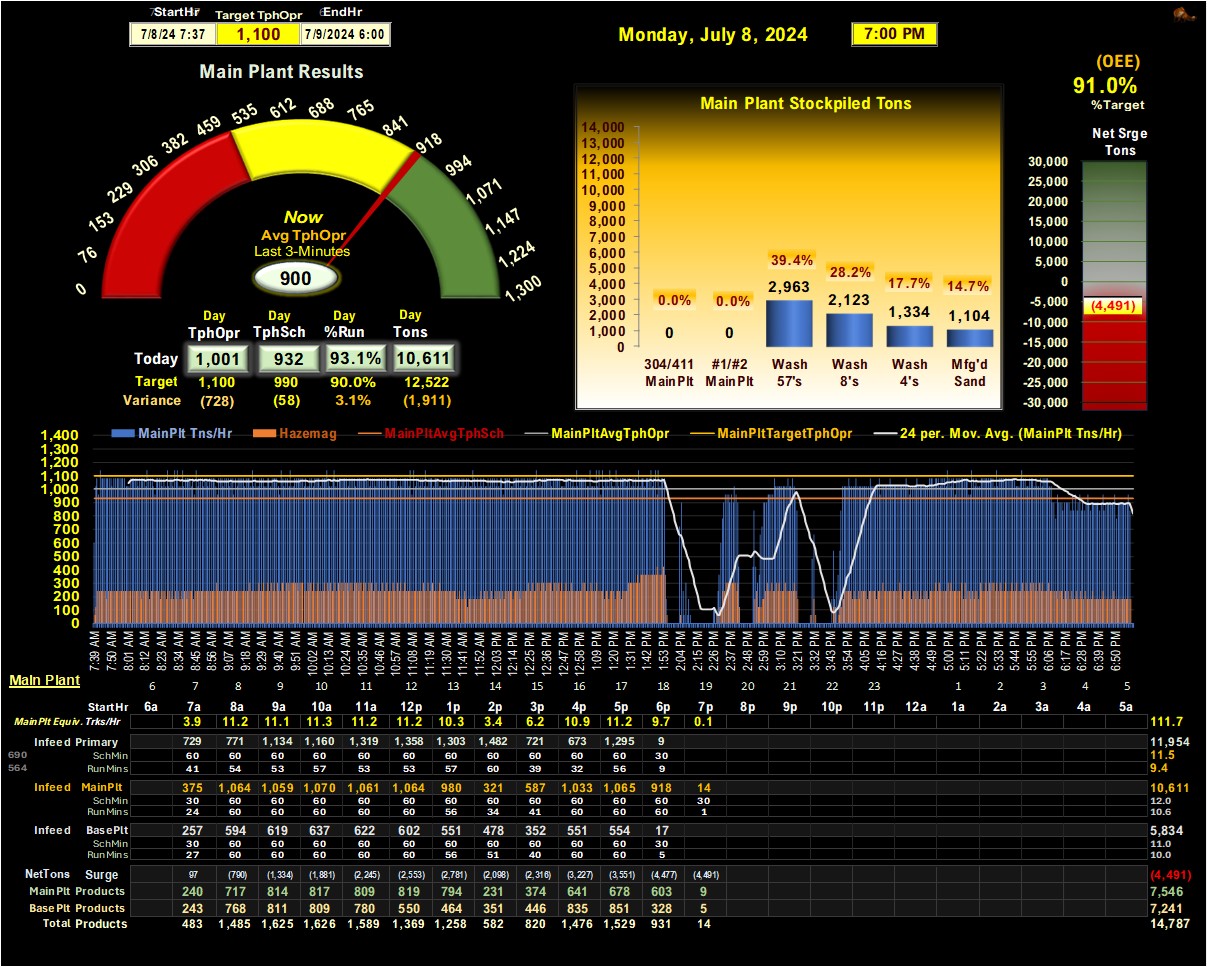 StartHr Target TphOpr EndHr
7/8/24 7:37 1,100 7/9/2024 6:00
Monday, July 8, 2024 7:00 PM
(OEE)
91.0%
%Target
Main Plant Results
0 76 153 229 306 382 459 535 612 688 765 841 918 994 1,071 1,147 1,224 1,300
Now
Avg TphOpr
Last 3-Minutes
900
Day Day Day Day
TphOpr TphSch %Run Tons
Today 1,001 932 93.1% 10,611
Target 1,100 990 90.0% 12,522
Variance (728) (58) 3.1% (1,911)
Main Plant Stockpiled Tons
14,000
13,000
12,000
11,000
10,000
9,000
8,000
7,000
6,000
5,000
4,000
3,000
2,000
1,000
0
0.0% 0.0% 39.4% 28.2% 17.7% 14.7%
0 0 2,963 2,123 1,334 1,104
304/411 #1/#2 Wash Wash Wash Mfg'd
MainPlt MainPlt 57's 8's 4's Sand
Net Srge
Tons
30,000
25,000
20,000
15,000
10,000
5,000
0
-5,000
-10,000
-15,000
-20,000
-25,000
-30,000
(4,491)
MainPlt Tns/Hr Hazemag MainPltAvgTphSch MainPltAvgTphOpr MainPltTargetTphOpr 24 per. Mov. Avg. (MainPlt Tns/Hr)
1,400
1,300
1,200
1,100
1,000
900
800
700
600
500
400
300
200
100
0
7:39 AM 7:50 AM 8:01 AM 8:12 AM 8:23 AM 8:34 AM 8:45 AM 8:56 AM 9:07 AM 9:18 AM 9:29 AM 9:40 AM 9:51 AM 10:02 AM 10:13 AM 10:24 AM 10:35 AM 10:46 AM 10:57 AM 11:08 AM 11:19 AM 11:30 AM 11:41 AM 11:52 AM 12:03 PM 12:14 PM 12:25 PM 12:36 PM 12:47 PM 12:58 PM 1:09 PM 1:20 PM 1:31 PM 1:42 PM 1:53 PM 2:04 PM 2:15 PM 2:26 PM 2:37 PM 2:48 PM 2:59 PM 3:10 PM 3:21 PM 3:32 PM 3:43 PM 3:54 PM 4:05 PM 4:16 PM 4:27 PM 4:38 PM 4:49 PM 5:00 PM 5:11 PM 5:22 PM 5:33 PM 5:44 PM 5:55 PM 6:06 PM 6:17 PM 6:28 PM 6:39 PM 6:50 PM
Main Plant
6 7 8 9 10 11 12 13 14 15 16 17 18 19 20 21 22 23 1 2 3 4 5
StartHr 6a 7a 8a 9a 10a 11a 12p 1p 2p 3p 4p 5p 6p 7p 8p 9p 10p 11p 12a 1a 2a 3a 4a 5a
MainPlt Equiv. Trks/Hr 3.9 11.2 11.1 11.3 11.2 11.2 10.3 3.4 6.2 10.9 11.2 9.7 0.1 111.7
Infeed Primary 729 771 1,134 1,160 1,319 1,358 1,303 1,482 721 673 1,295 9 11,954
690 SchMin 60 60 60 60 60 60 60 60 60 60 60 30 11.5
564 RunMins 41 54 53 57 53 53 57 60 39 32 56 9 9.4
Infeed MainPlt 375 1,064 1,059 1,070 1,061 1,064 980 321 587 1,033 1,065 918 14 10,611
SchMin 30 60 60 60 60 60 60 60 60 60 60 60 30 12.0
RunMins 24 60 60 60 60 60 56 34 41 60 60 60 1 10.6
Infeed BasePlt 257 594 619 637 622 602 551 478 352 551 554 17 5,834
SchMin 30 60 60 60 60 60 60 60 60 60 60 30 11.0
RunMins 27 60 60 60 60 60 56 51 40 60 60 5 10.0
NetTons Surge 97 (790) (1,334) (1,881) (2,245) (2,553) (2,781) (2,098) (2,316) (3,227) (3,551) (4,477) (4,491) (4,491)
MainPlt Products 240 717 814 817 809 819 794 231 374 641 678 603 9 7,546
BasePlt Products 243 768 811 809 780 550 464 351 446 835 851 328 5 7,241
Total Products 483 1,485 1,625 1,626 1,589 1,369 1,258 582 820 1,476 1,529 931 14 14,787